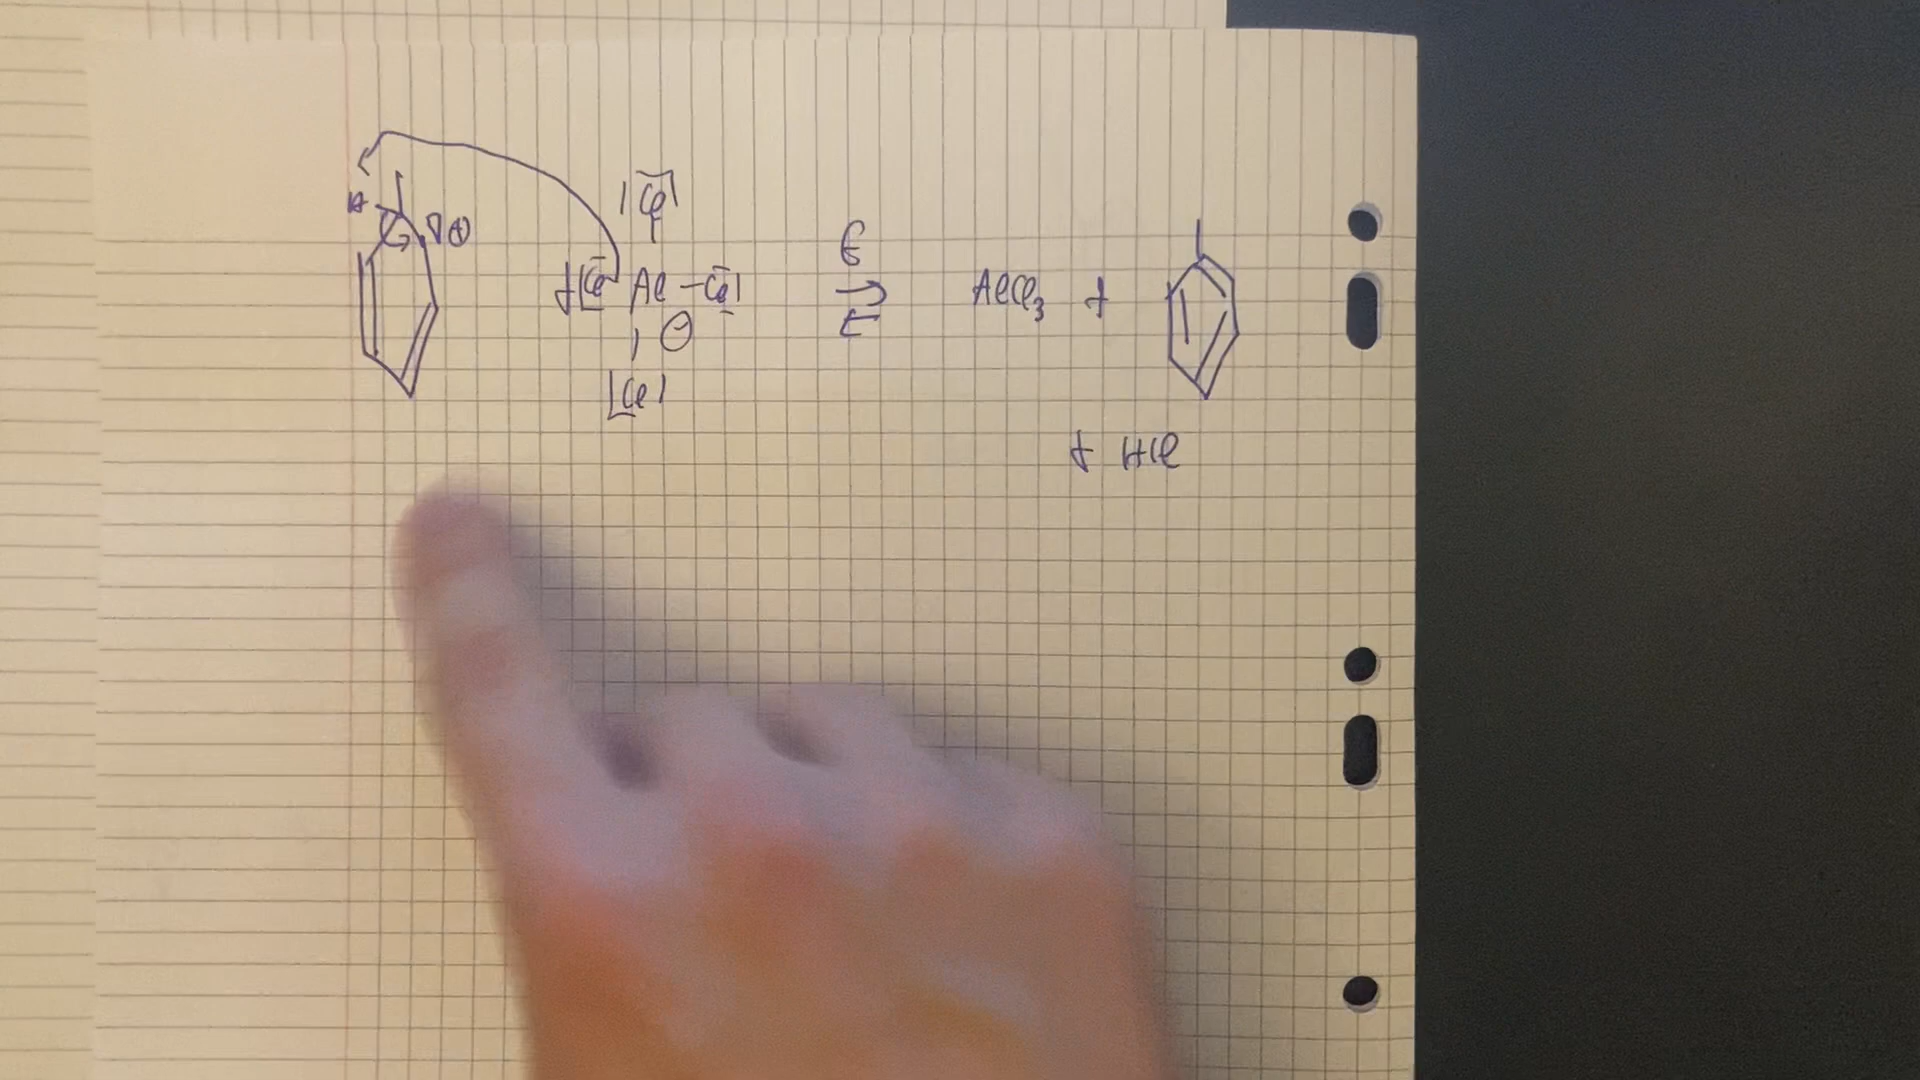 |Cl|
H ⊕
+ |Cl Al – Cl| → AlCl₃ +
⊖
|Cl|
+ HCl